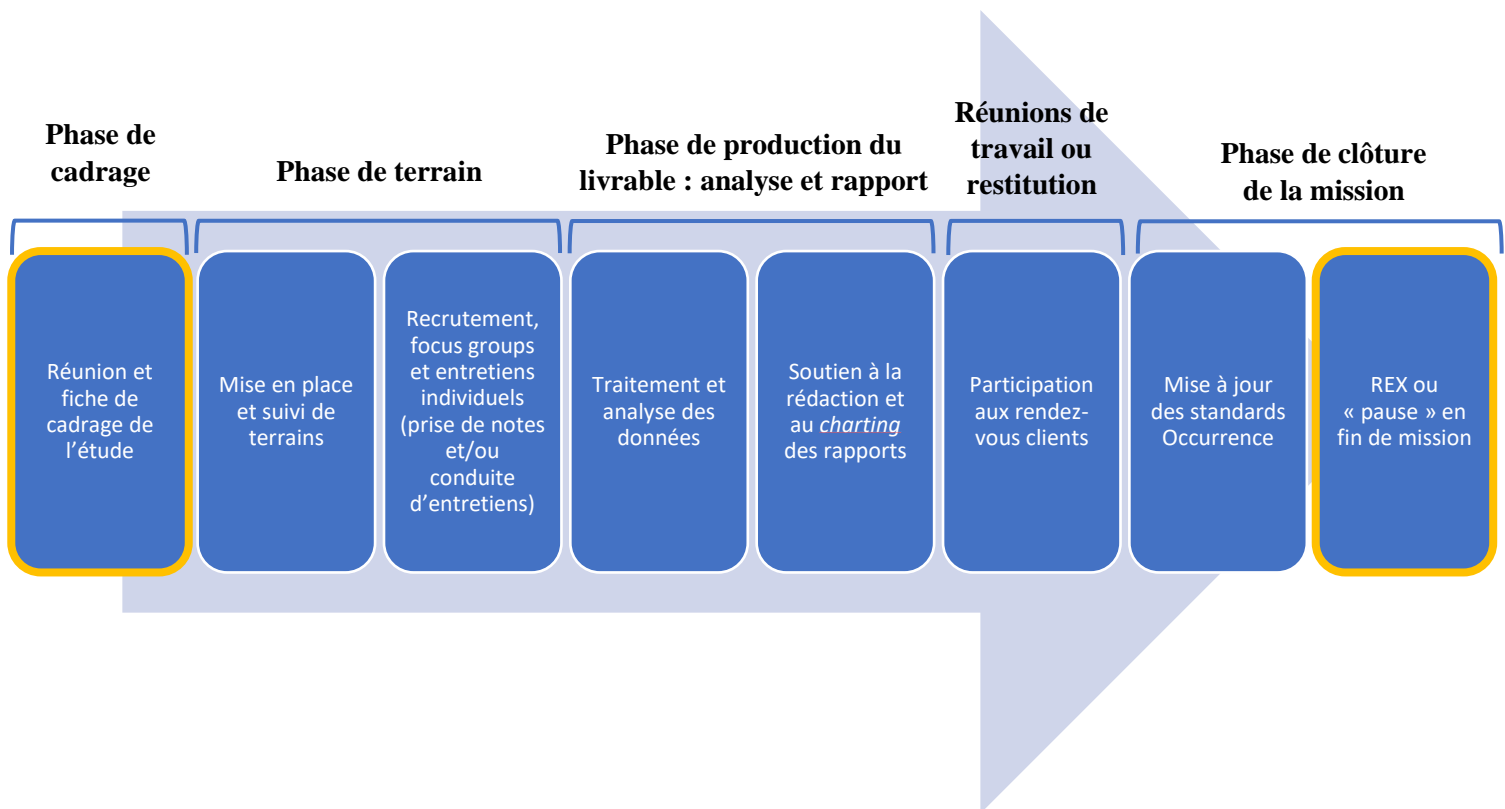 Phase de
cadrage
Phase de terrain
Phase de production du
livrable : analyse et rapport
Réunions de
travail ou
restitution
Phase de clôture
de la mission
Réunion et
fiche de
cadrage de
l’étude
Mise en place
et suivi de
terrains
Recrutement,
focus groups
et entretiens
individuels
(prise de notes
et/ou
conduite
d’entretiens)
Traitement et
analyse des
données
Soutien à la
rédaction et
au charting
des rapports
Participation
aux rendez-
vous clients
Mise à jour
des standards
Occurrence
REX ou
« pause » en
fin de mission